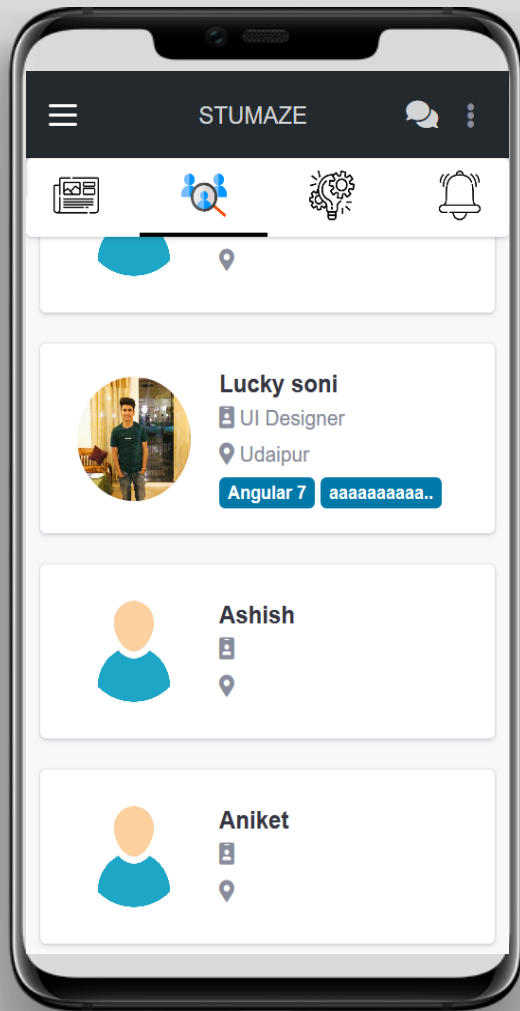 STUMAZE
Lucky soni
UI Designer
Udaipur
Angular 7 aaaaaaaaaa..
Ashish
Aniket